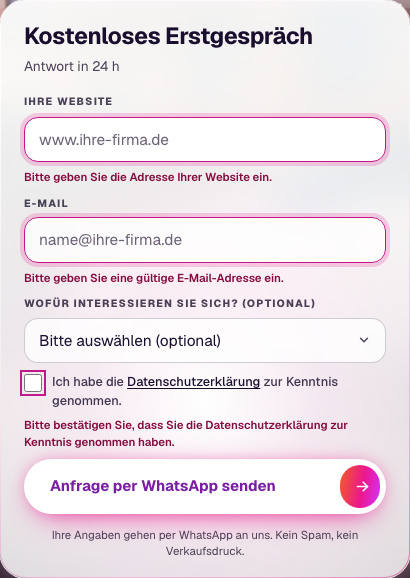 Kostenloses Erstgespräch
Antwort in 24 h
IHRE WEBSITE
www.ihre-firma.de
Bitte geben Sie die Adresse Ihrer Website ein.
E-MAIL
name@ihre-firma.de
Bitte geben Sie eine gültige E-Mail-Adresse ein.
WOFÜR INTERESSIEREN SIE SICH? (OPTIONAL)
Bitte auswählen (optional)
Ich habe die Datenschutzerklärung zur Kenntnis
genommen.
Bitte bestätigen Sie, dass Sie die Datenschutzerklärung zur
Kenntnis genommen haben.
Anfrage per WhatsApp senden
Ihre Angaben gehen per WhatsApp an uns. Kein Spam, kein
Verkaufsdruck.